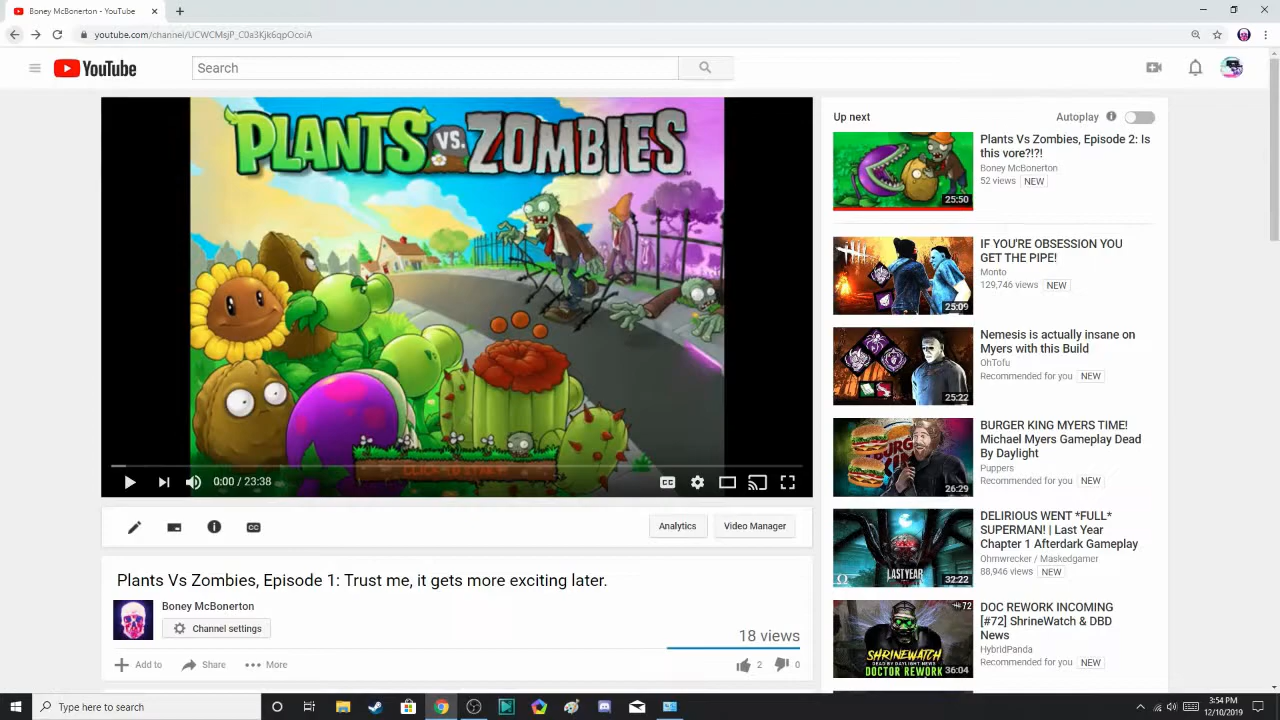 Boney McBonerton - YouTube
youtube.com/channel/UCWCMsjP_C0a3Kjk6qpOcoiA
YouTube
Search
PLANTS VS. ZOMBIES
0:00 / 23:38
CC
Analytics
Video Manager
Plants Vs Zombies, Episode 1: Trust me, it gets more exciting later.
Boney McBonerton
Channel settings
18 views
Add to
Share
More
2
0
Up next
Autoplay
Plants Vs Zombies, Episode 2: Is
this vore?!?!
Boney McBonerton
52 views NEW
25:50
IF YOU'RE OBSESSION YOU
GET THE PIPE!
Monto
129,746 views NEW
25:09
Nemesis is actually insane on
Myers with this Build
OhTofu
Recommended for you NEW
25:22
BURGER KING MYERS TIME!
Michael Myers Gameplay Dead
By Daylight
Puppers
Recommended for you NEW
26:29
DELIRIOUS WENT *FULL*
SUPERMAN! | Last Year
Chapter 1 Afterdark Gameplay
Ohmwrecker / Maskedgamer
88,946 views NEW
LAST YEAR
32:22
DOC REWORK INCOMING
[#72] ShrineWatch & DBD
News
HybridPanda
Recommended for you NEW
#72
SHRINEWATCH
DEAD BY DAYLIGHT NEWS
DOCTOR REWORK
36:04
Type here to search
3:54 PM
12/10/2019